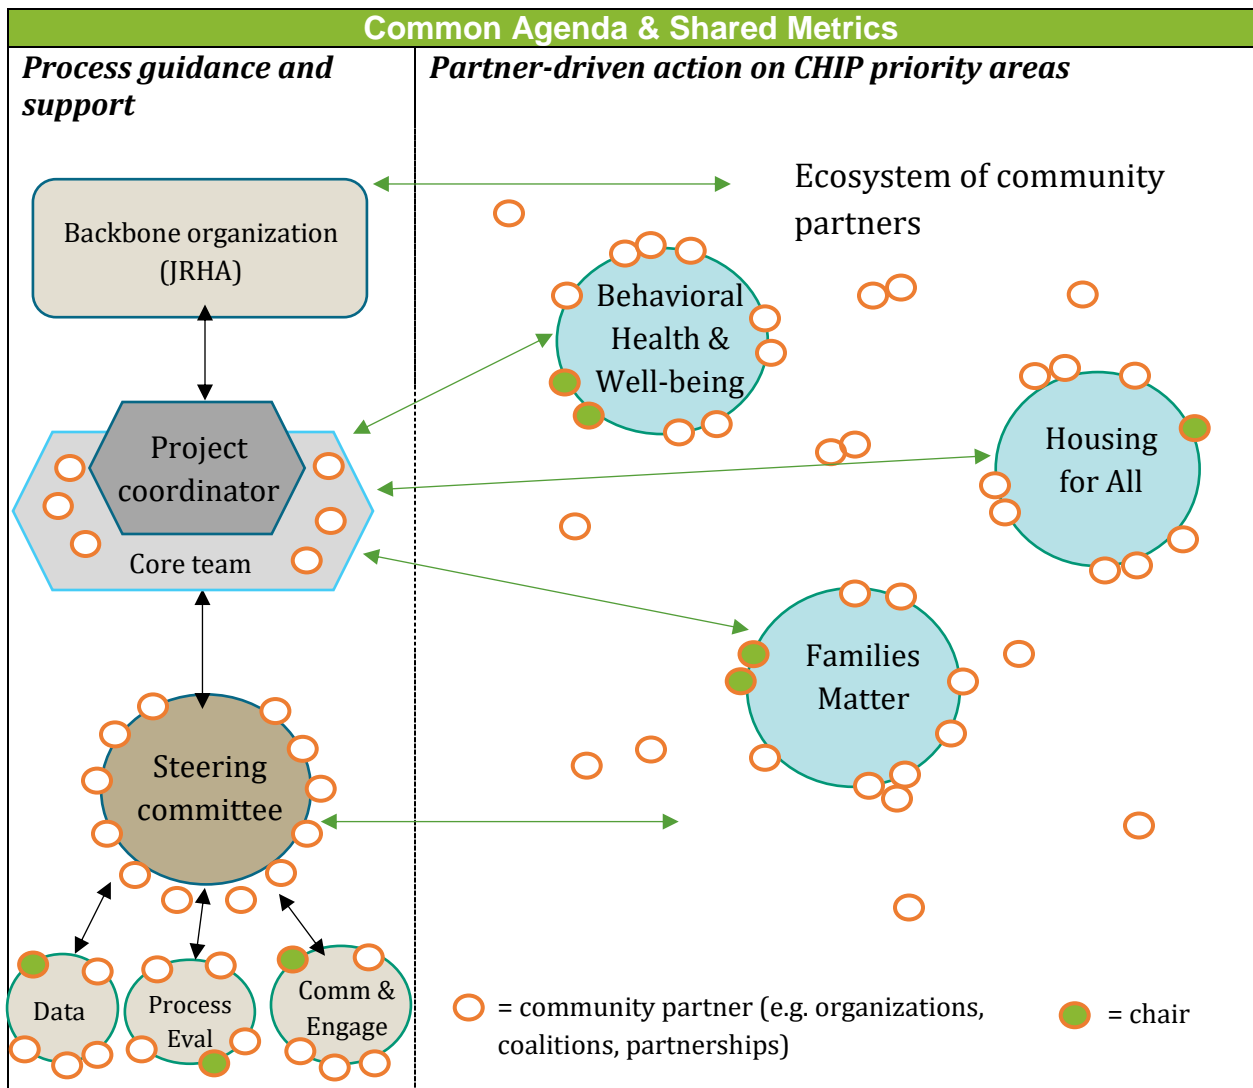 Common Agenda & Shared Metrics
Process guidance and
support
Partner-driven action on CHIP priority areas
Ecosystem of community
partners
Backbone organization
(JRHA)
Behavioral
Health &
Well-being
Housing
for All
Project
coordinator
Core team
Families
Matter
Steering
committee
Data
Process
Eval
Comm &
Engage
= community partner (e.g. organizations,
coalitions, partnerships)
= chair